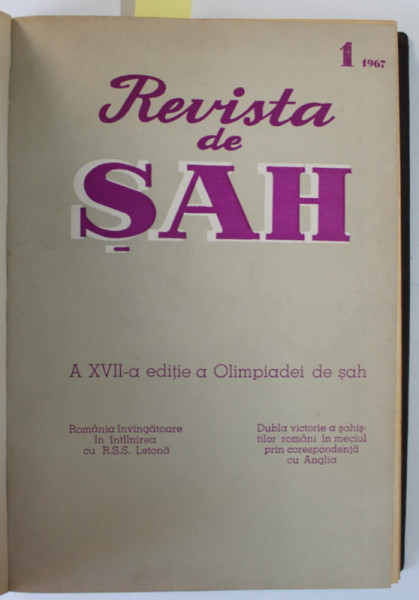 1 1967
Revista
de
ȘAH
A XVII-a ediție a Olimpiadei de șah
România învingătoare
în întîlnirea
cu R.S.S. Letonă
Dubla victorie a șahiș-
tilor români în meciul
prin corespondență
cu Anglia